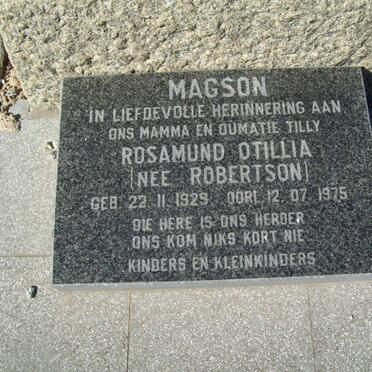 MAGSON
IN LIEFDEVOLLE HERINNERING AAN
ONS MAMMA EN OUMATIE TILLY
ROSAMUND OTILLIA
(NEE ROBERTSON)
GEB. 22. 11. 1929 OORL. 12. 07. 1975
DIE HERE IS ONS HERDER
ONS KOM NIKS KORT NIE
KINDERS EN KLEINKINDERS